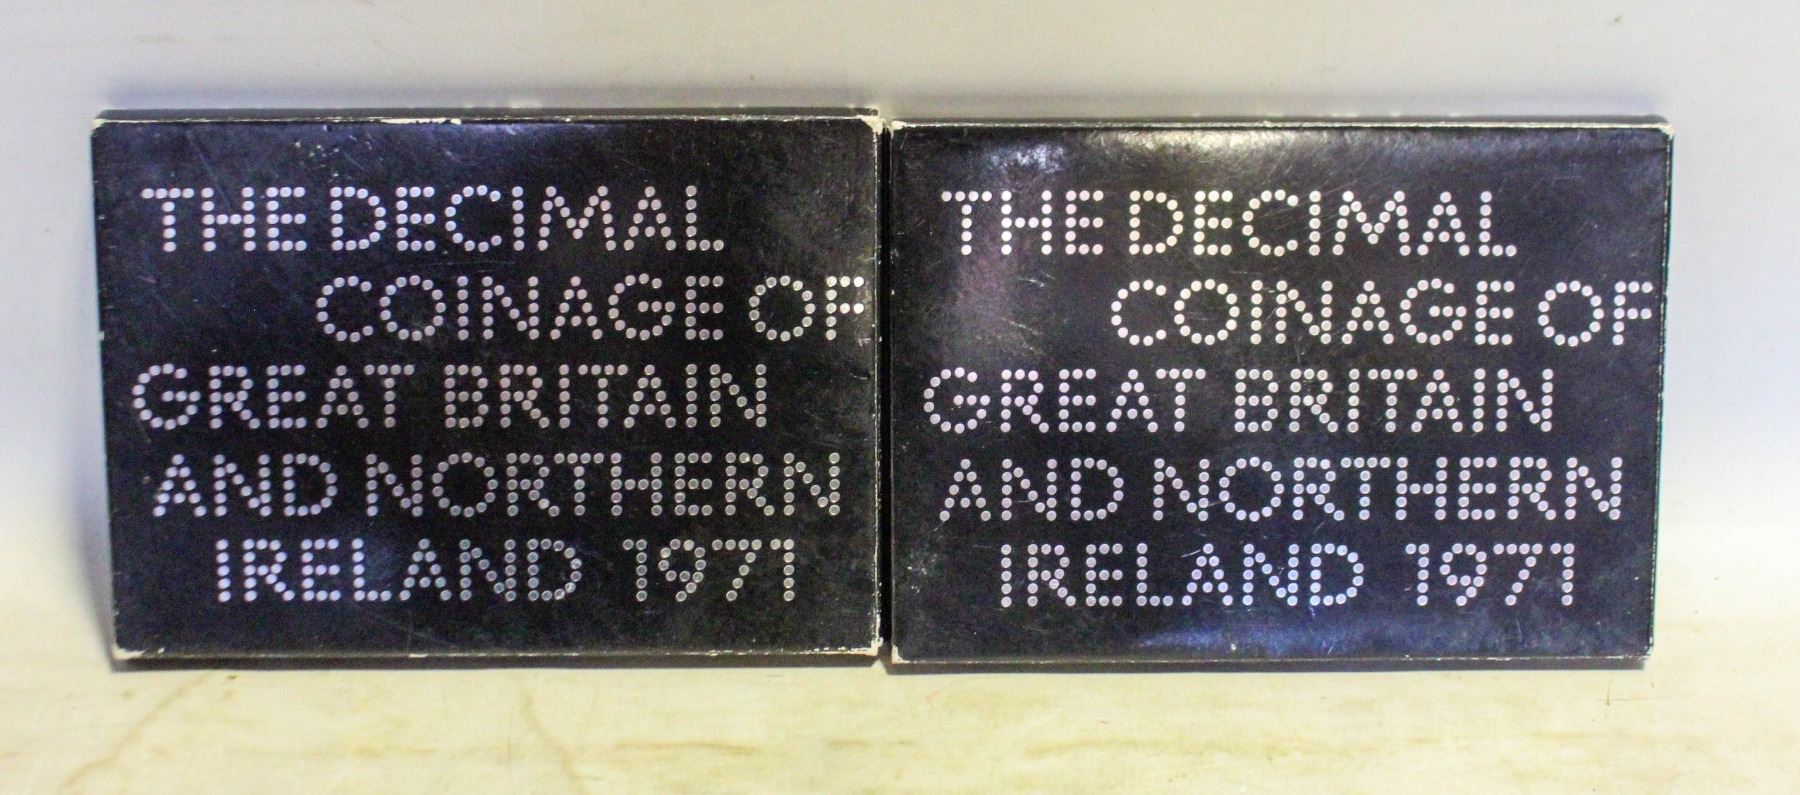 THE DECIMAL
COINAGE OF
GREAT BRITAIN
AND NORTHERN
IRELAND 1971
THE DECIMAL
COINAGE OF
GREAT BRITAIN
AND NORTHERN
IRELAND 1971